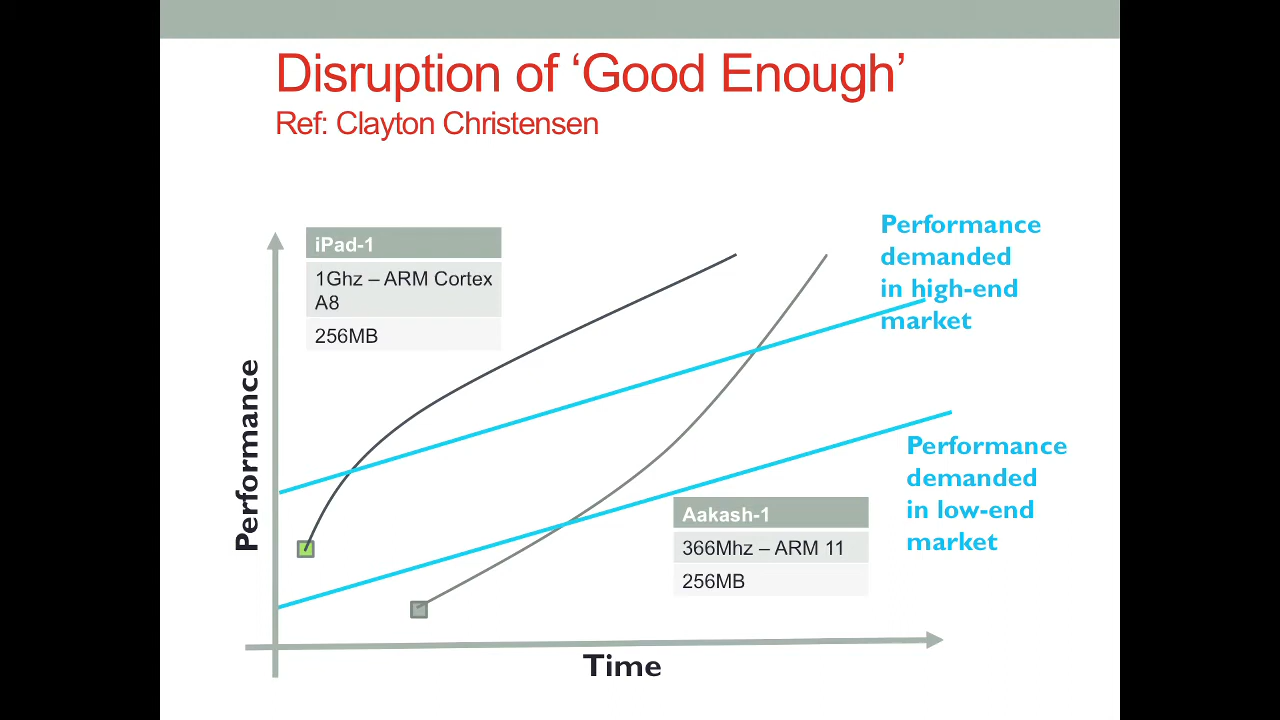 Disruption of ‘Good Enough’
Ref: Clayton Christensen
iPad-1
1Ghz – ARM Cortex
A8
256MB
Performance
demanded
in high-end
market
Performance
Performance
demanded
in low-end
market
Aakash-1
366Mhz – ARM 11
256MB
Time